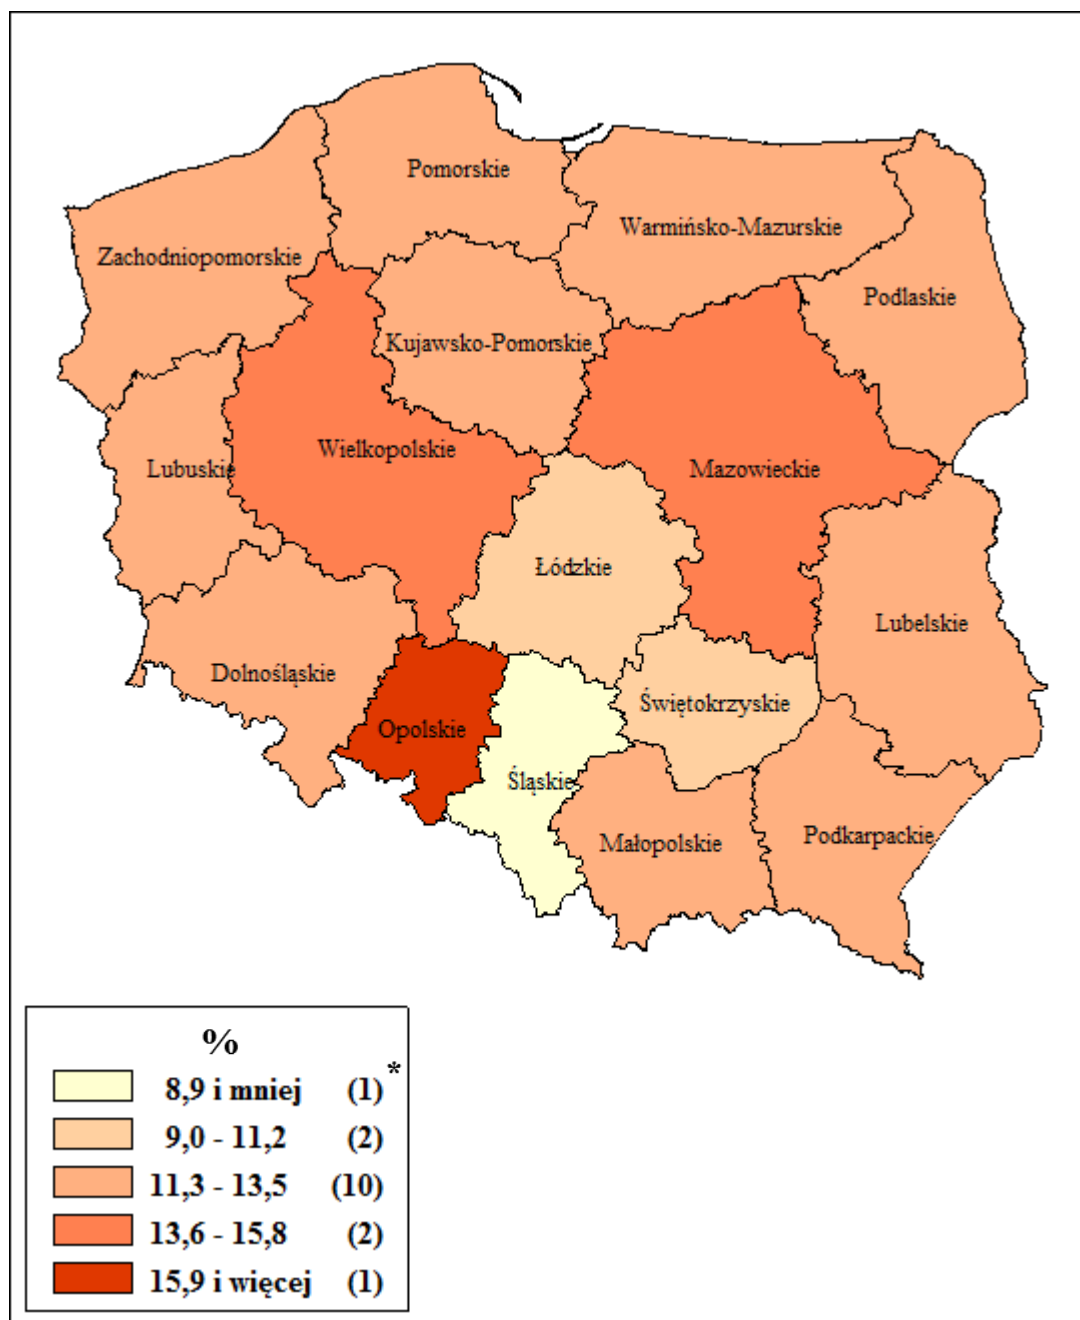 Pomorskie
Warmińsko-Mazurskie
Zachodniopomorskie
Podlaskie
Kujawsko-Pomorskie
Wielkopolskie
Lubuskie
Mazowieckie
Łódzkie
Lubelskie
Dolnośląskie
Świętokrzyskie
Opolskie
Śląskie
Podkarpackie
Małopolskie
%
8,9 i mniej (1)*
9,0 - 11,2 (2)
11,3 - 13,5 (10)
13,6 - 15,8 (2)
15,9 i więcej (1)